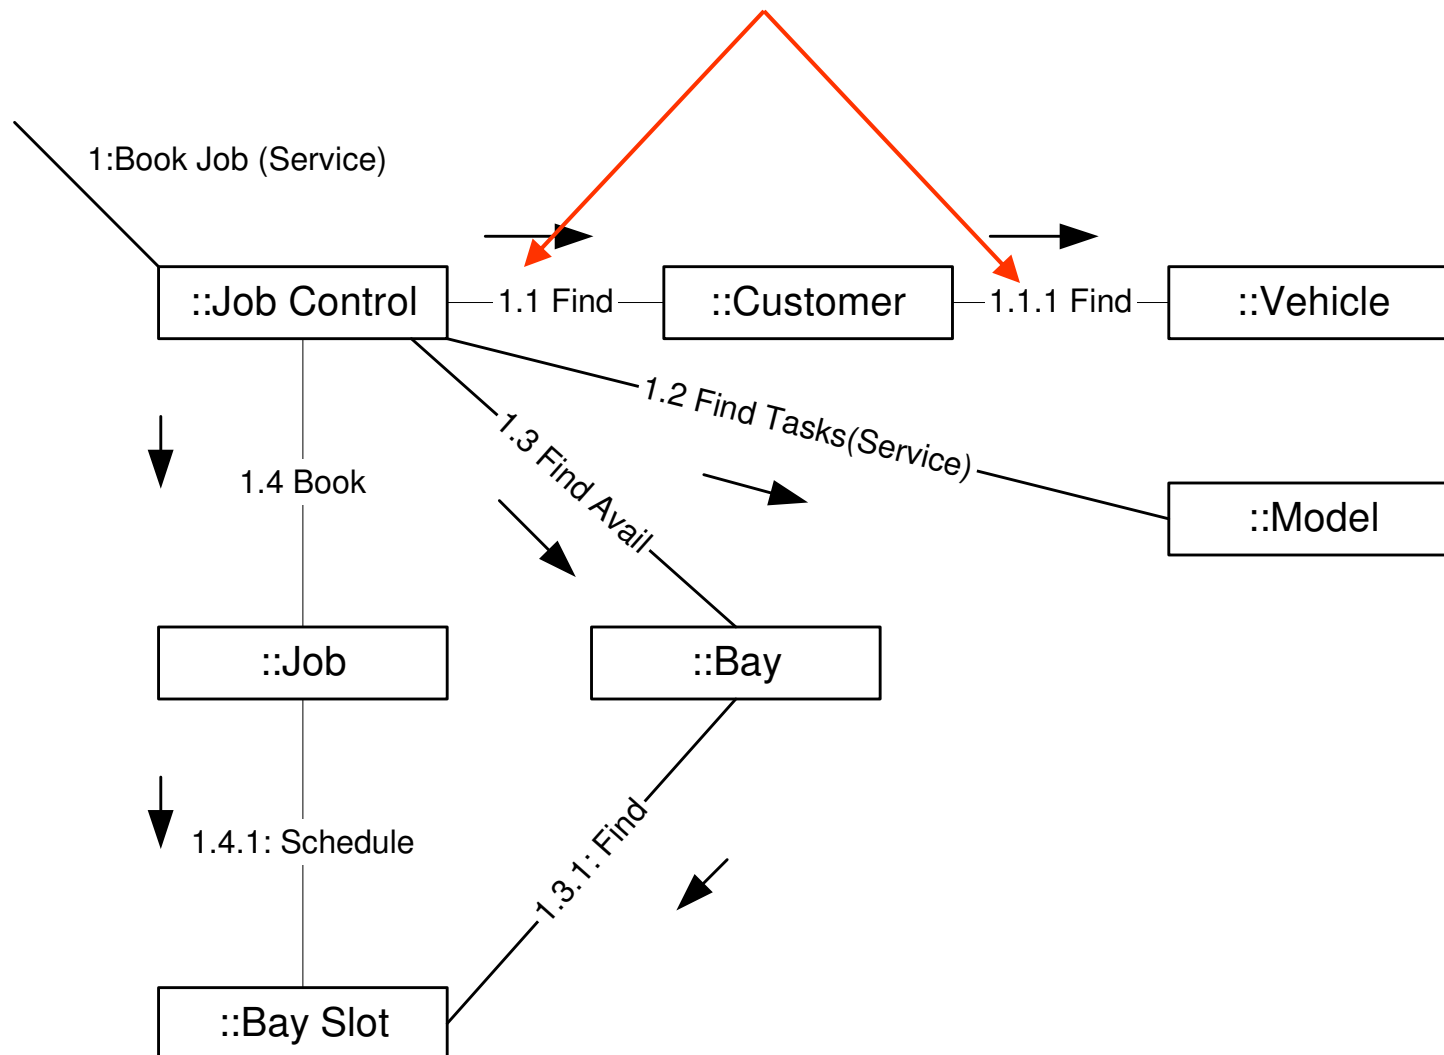 1:Book Job (Service)
::Job Control
1.1 Find
::Customer
1.1.1 Find
::Vehicle
1.2 Find Tasks(Service)
1.3 Find Avail
1.4 Book
::Model
::Job
::Bay
1.4.1: Schedule
1.3.1: Find
::Bay Slot